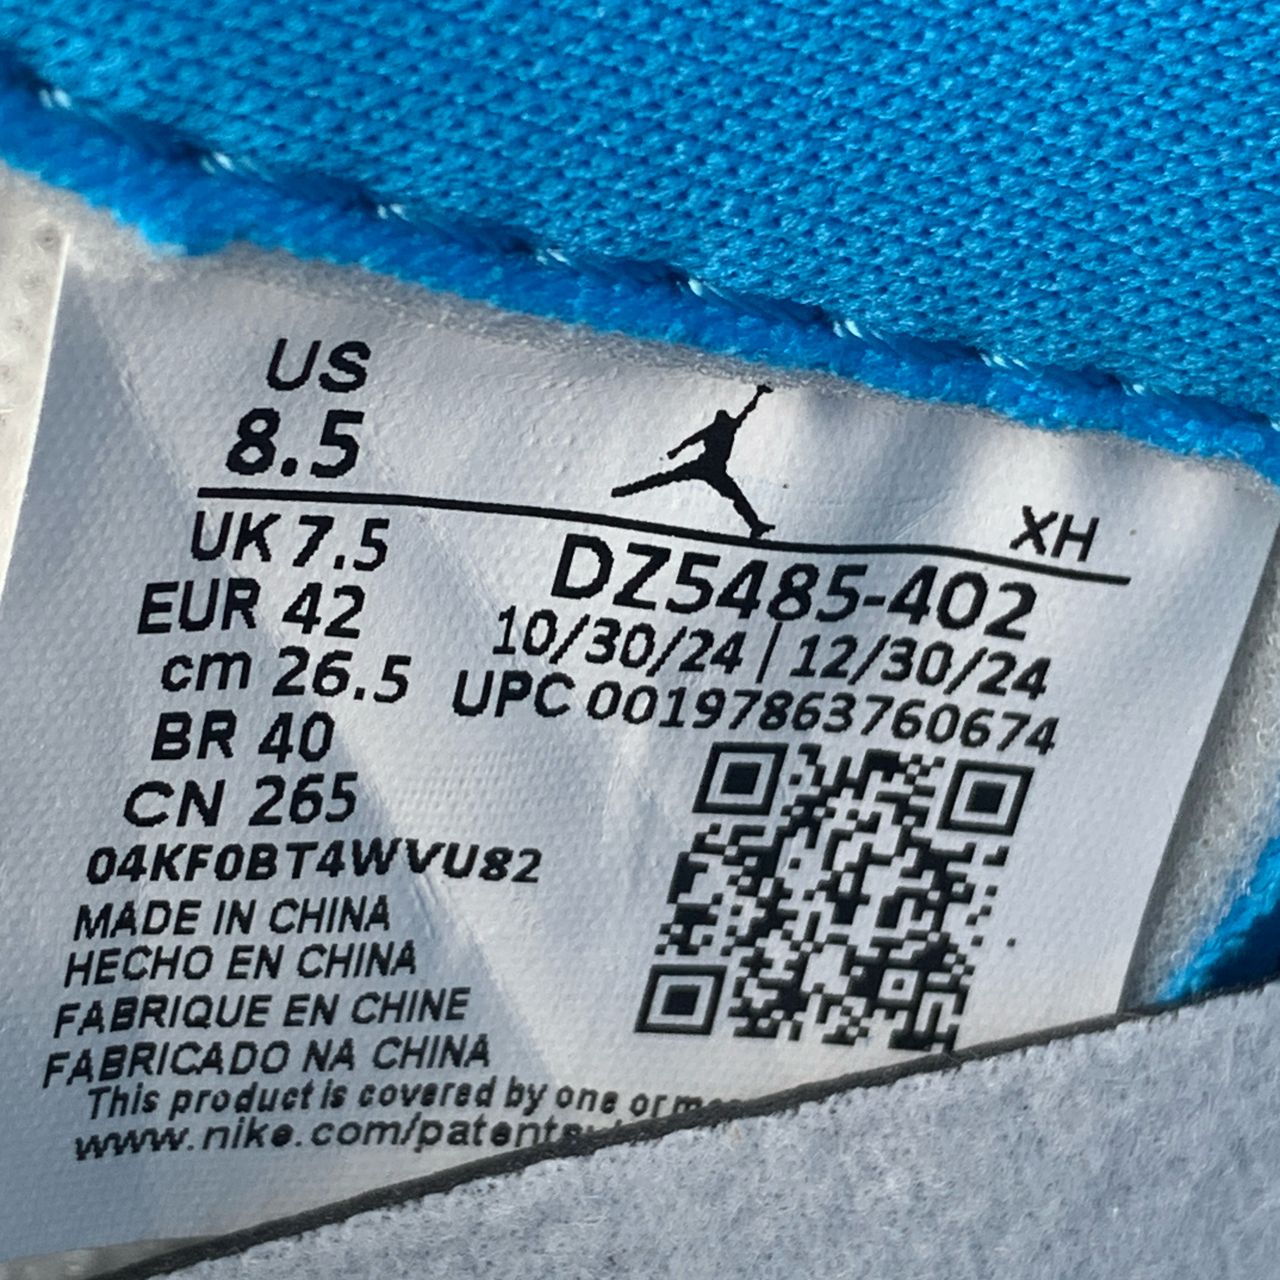 US
8.5
XH
UK 7.5
DZ5485-402
EUR 42
10/30/24 | 12/30/24
cm 26.5
UPC 00197863760674
BR 40
CN 265
04KF0BT4WVU82
MADE IN CHINA
HECHO EN CHINA
FABRIQUE EN CHINE
FABRICADO NA CHINA
This product is covered by one or
www.nike.com/patents